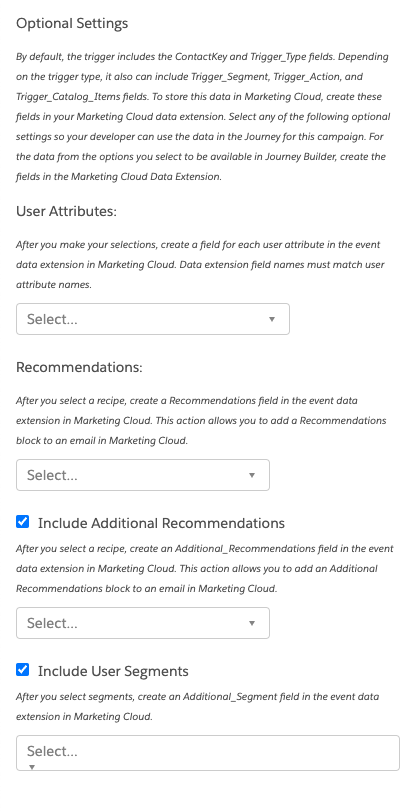 Optional Settings
By default, the trigger includes the ContactKey and Trigger_Type fields. Depending
on the trigger type, it also can include Trigger_Segment, Trigger_Action, and
Trigger_Catalog_Items fields. To store this data in Marketing Cloud, create these
fields in your Marketing Cloud data extension. Select any of the following optional
settings so your developer can use the data in the Journey for this campaign. For
the data from the options you select to be available in Journey Builder, create the
fields in the Marketing Cloud Data Extension.
User Attributes:
After you make your selections, create a field for each user attribute in the event
data extension in Marketing Cloud. Data extension field names must match user
attribute names.
Select...
Recommendations:
After you select a recipe, create a Recommendations field in the event data
extension in Marketing Cloud. This action allows you to add a Recommendations
block to an email in Marketing Cloud.
Select...
Include Additional Recommendations
After you select a recipe, create an Additional_Recommendations field in the event
data extension in Marketing Cloud. This action allows you to add an Additional
Recommendations block to an email in Marketing Cloud.
Select...
Include User Segments
After you select segments, create an Additional_Segment field in the event data
extension in Marketing Cloud.
Select...